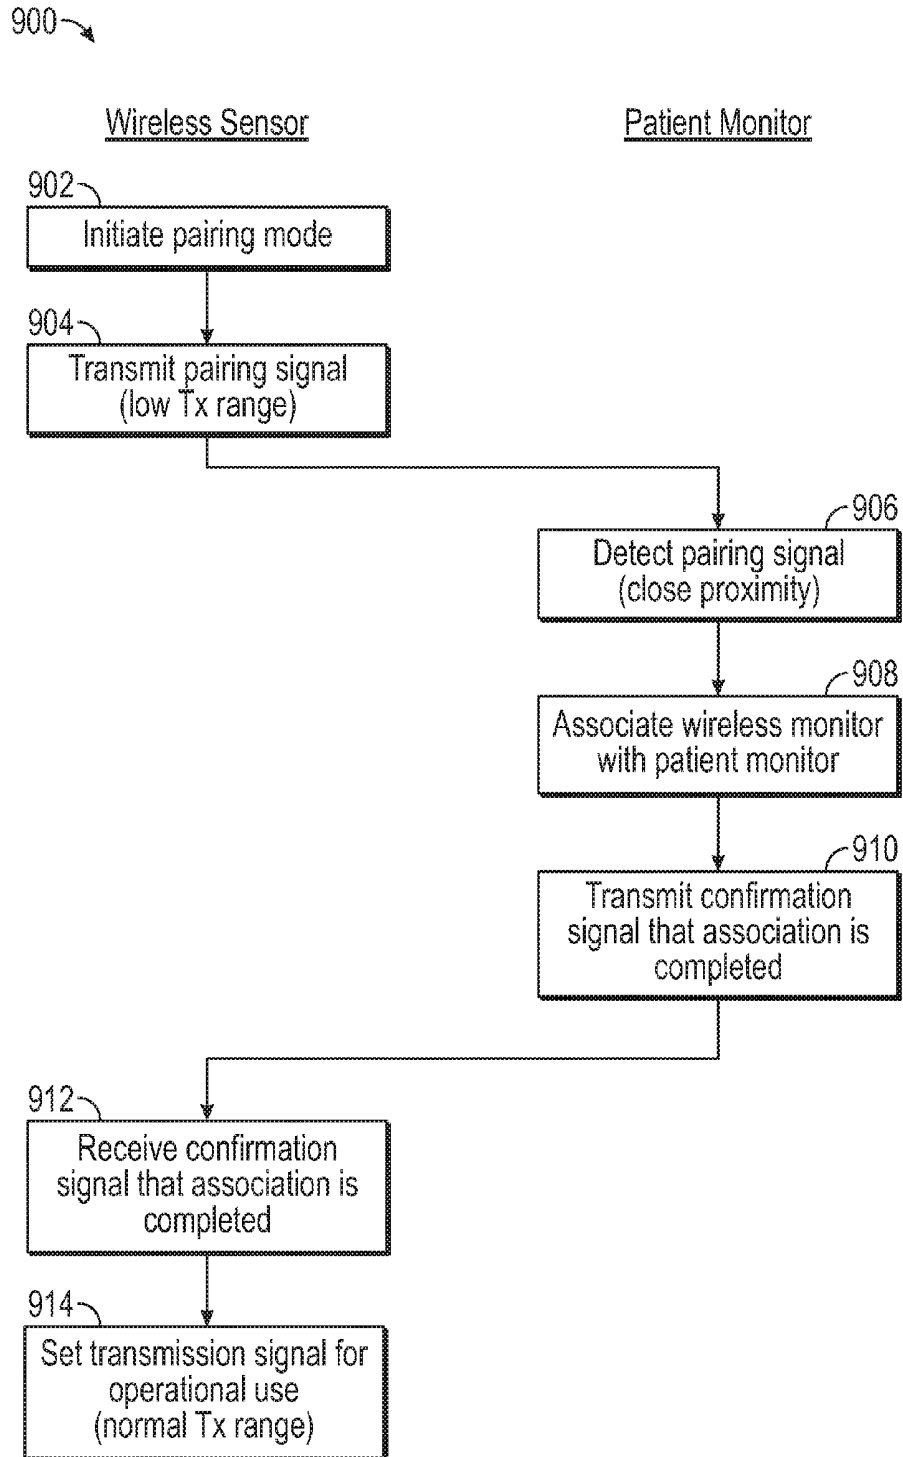 900
Wireless Sensor
Patient Monitor
902
Initiate pairing mode
904
Transmit pairing signal
(low Tx range)
906
Detect pairing signal
(close proximity)
908
Associate wireless monitor
with patient monitor
910
Transmit confirmation
signal that association is
completed
912
Receive confirmation
signal that association is
completed
914
Set transmission signal for
operational use
(normal Tx range)